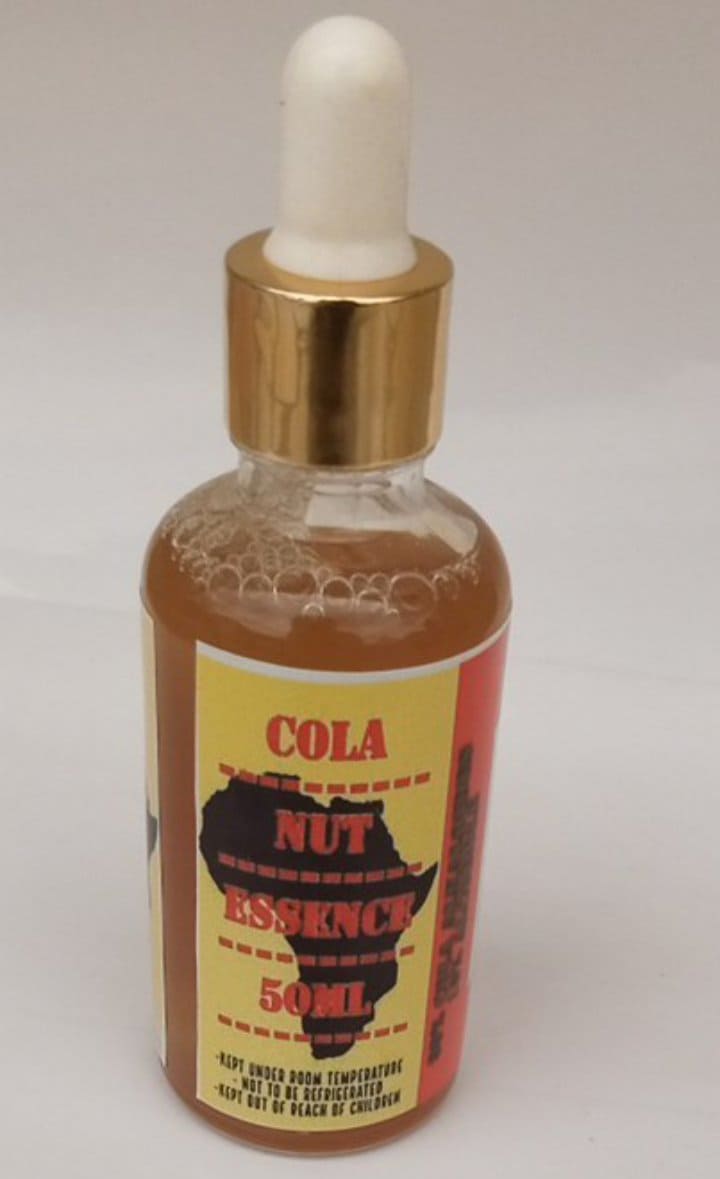 COLA
NUT
ESSENCE
50ML
-KEPT UNDER ROOM TEMPERATURE
- NOT TO BE REFRIGERATED
-KEPT OUT OF REACH OF CHILDREN